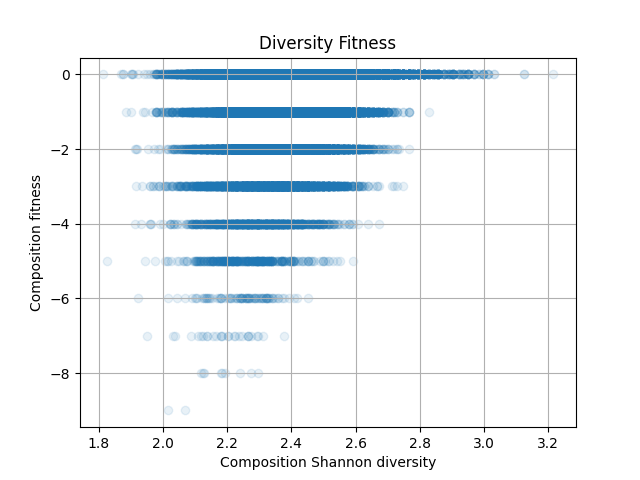 Diversity Fitness
0
−2
−4
−6
−8
Composition fitness
1.8 2.0 2.2 2.4 2.6 2.8 3.0 3.2
Composition Shannon diversity